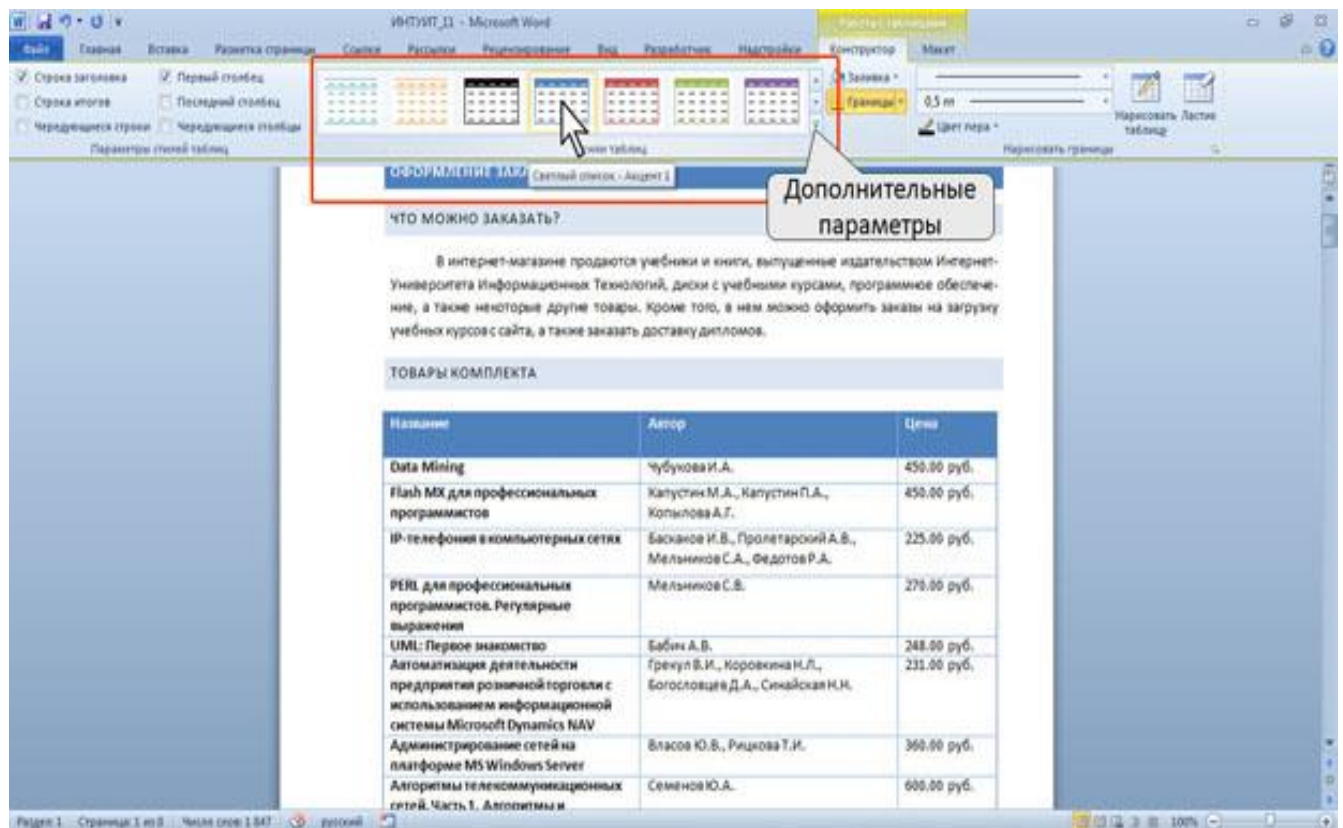 ИНТУИТ_11 - Microsoft Word
Файл Главная Вставка Разметка страницы Ссылки Рассылки Рецензирование Вид Разработчик Надстройки Конструктор Макет
Строка заголовка
Первый столбец
Строка итогов
Последний столбец
Чередующиеся строки
Чередующиеся столбцы
Параметры стилей таблиц
Заливка
Границы
0,5 пт
Цвет пера
Нарисовать таблицу
Ластик
Нарисовать границы
таблиц
Светлый список - Акцент 1
Дополнительные
параметры
ОФОРМЛЕНИЕ
ЧТО МОЖНО ЗАКАЗАТЬ?
В интернет-магазине продаются учебники и книги, выпущенные издательством Интернет-
Университета Информационных Технологий, диски с учебными курсами, программное обеспече-
ние, а также некоторые другие товары. Кроме того, в нем можно оформить заказы на загрузку
учебных курсов с сайта, а также заказать доставку дипломов.
ТОВАРЫ КОМПЛЕКТА
Название Автор Цена
Data Mining Чубукова И.А. 450.00 руб.
Flash MX для профессиональных Капустин М.А., Капустин П.А., 450.00 руб.
программистов Копылова А.Г.
IP-телефония в компьютерных сетях Баскаков И.В., Пролетарский А.В., 225.00 руб.
Мельников С.А., Федотов Р.А.
PERL для профессиональных Мельников С.В. 270.00 руб.
программистов. Регулярные
выражения
UML: Первое знакомство Бабич А.В. 248.00 руб.
Автоматизация деятельности Грекул В.И., Коровкина Н.Л., 231.00 руб.
предприятия розничной торговли с Богословцев Д.А., Синайская Н.Н.
использованием информационной
системы Microsoft Dynamics NAV
Администрирование сетей на Власов Ю.В., Рицкова Т.И. 360.00 руб.
платформе MS Windows Server
Алгоритмы телекоммуникационных Семенов Ю.А. 600.00 руб.
сетей. Часть 1. Алгоритмы и
Раздел: 1 Страница: 1 из 8 Число слов: 1 847 русский 100%